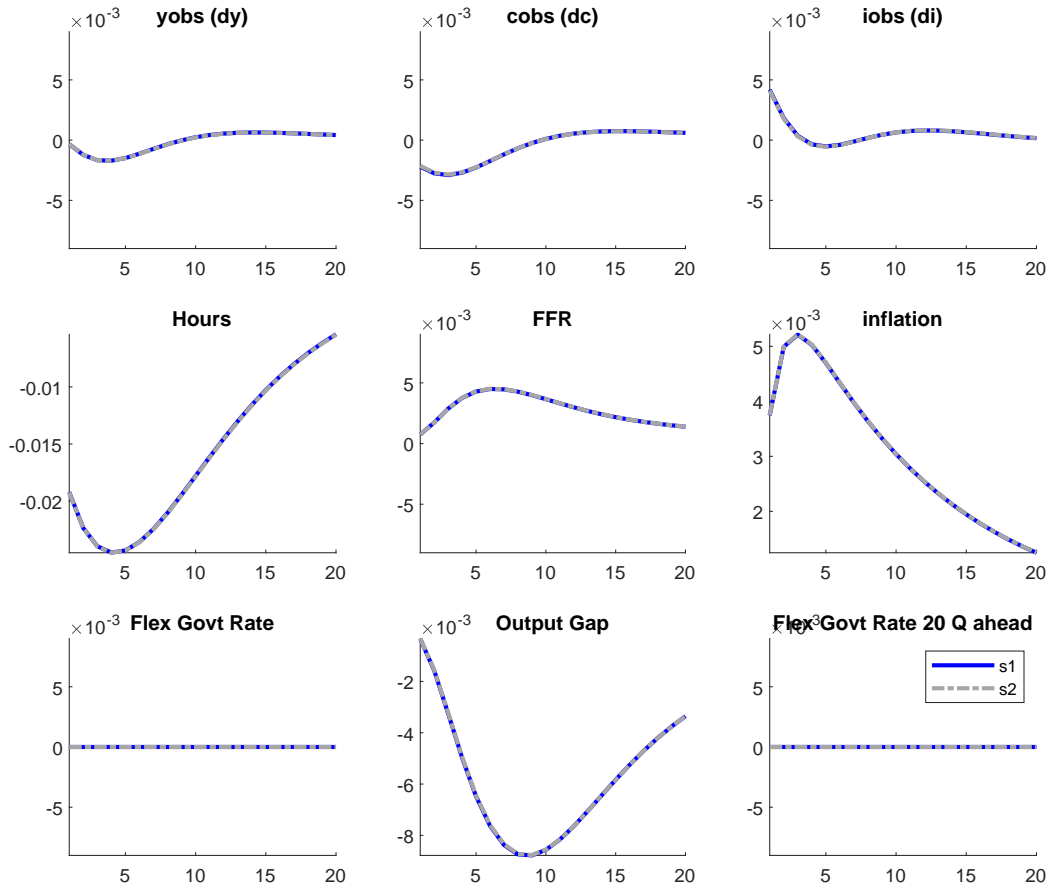 ×10⁻³ yobs (dy)
5
0
-5
5 10 15 20
×10⁻³ cobs (dc)
5
0
-5
5 10 15 20
×10⁻³ iobs (di)
5
0
-5
5 10 15 20
Hours
-0.01
-0.015
-0.02
5 10 15 20
×10⁻³ FFR
5
0
-5
5 10 15 20
×10⁻³ inflation
5
4
3
2
5 10 15 20
×10⁻³ Flex Govt Rate
5
0
-5
5 10 15 20
×10⁻³ Output Gap
-2
-4
-6
-8
5 10 15 20
×10⁻³ Flex Govt Rate 20 Q ahead
s1
s2
5
0
-5
5 10 15 20